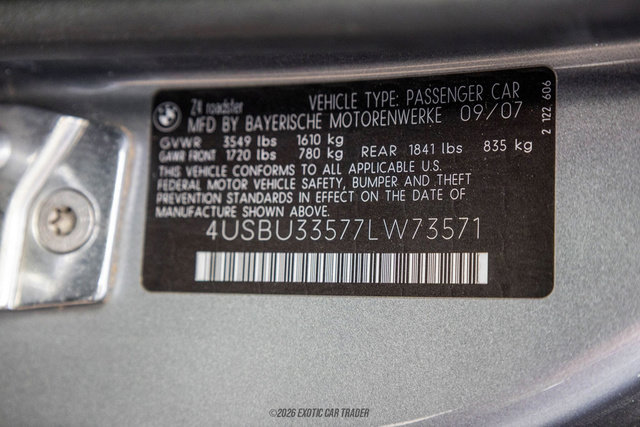 BMW
Z4 roadster VEHICLE TYPE: PASSENGER CAR
MFD BY BAYERISCHE MOTORENWERKE 09/07
GVWR 3549 lbs 1610 kg
GAWR FRONT 1720 lbs 780 kg REAR 1841 lbs 835 kg
THIS VEHICLE CONFORMS TO ALL APPLICABLE U.S.
FEDERAL MOTOR VEHICLE SAFETY, BUMPER AND THEFT
PREVENTION STANDARDS IN EFFECT ON THE DATE OF
MANUFACTURE SHOWN ABOVE.
4USBU33577LW73571
2 122 606
©2026 EXOTIC CAR TRADER